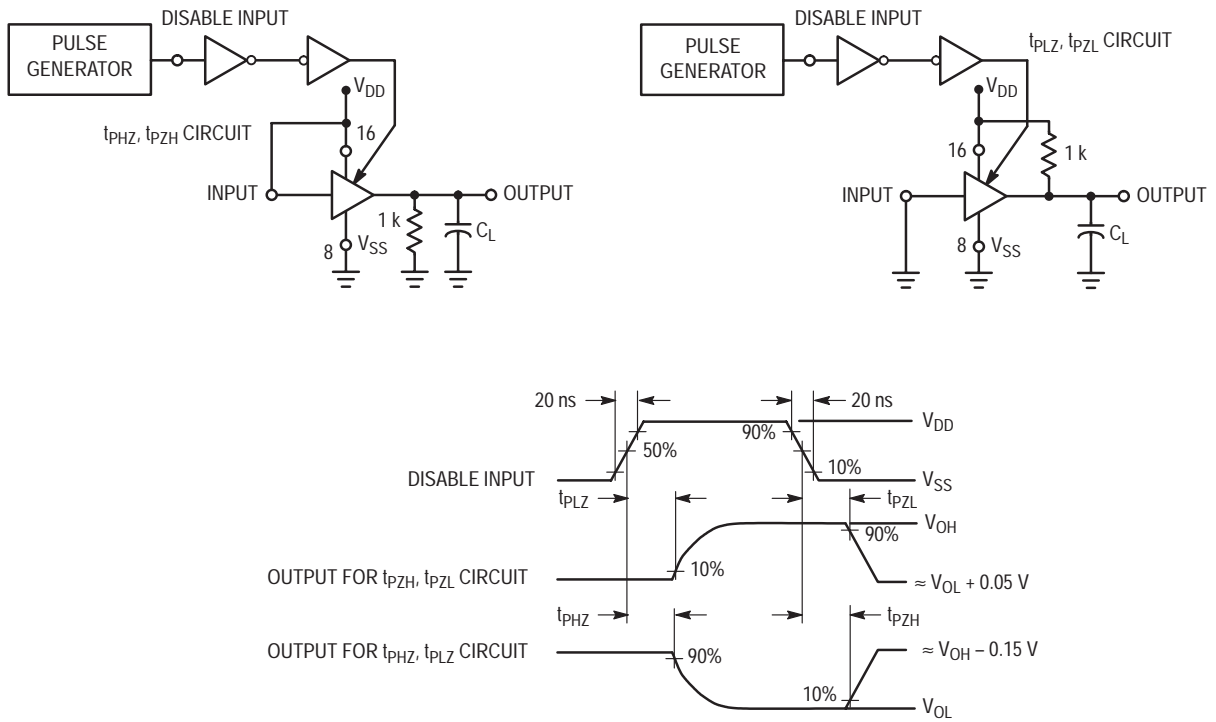 DISABLE INPUT
PULSE
GENERATOR
VDD
tPHZ, tPZH CIRCUIT
16
INPUT
OUTPUT
1 k
CL
8
VSS
DISABLE INPUT
PULSE
GENERATOR
tPLZ, tPZL CIRCUIT
VDD
16
1 k
INPUT
OUTPUT
CL
8
VSS
20 ns
20 ns
VDD
90%
50%
10%
DISABLE INPUT
VSS
tPLZ
tPZL
VOH
90%
10%
OUTPUT FOR tPZH, tPZL CIRCUIT
≈ VOL + 0.05 V
tPHZ
tPZH
OUTPUT FOR tPHZ, tPLZ CIRCUIT
≈ VOH – 0.15 V
90%
10%
VOL